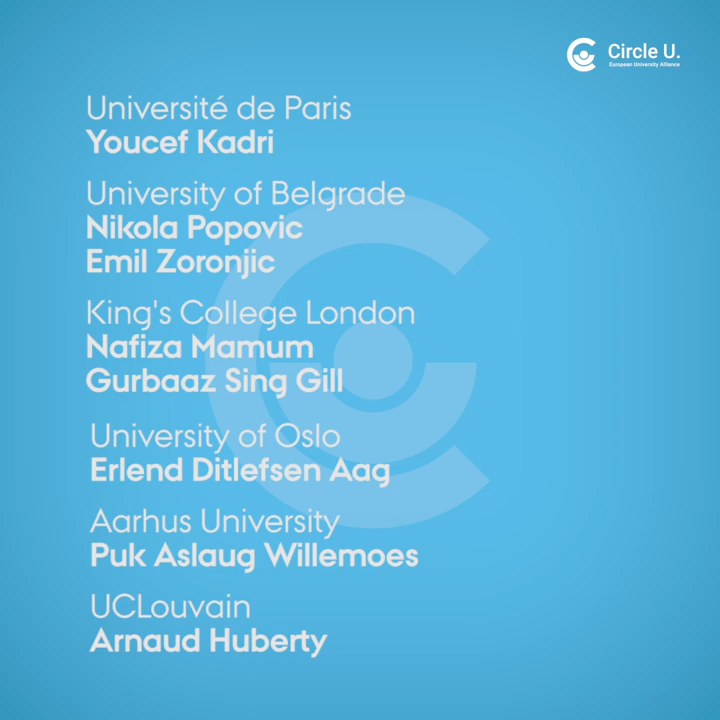 Circle U.
European University Alliance
Université de Paris
Youcef Kadri
University of Belgrade
Nikola Popovic
Emil Zoronjic
King's College London
Nafiza Mamum
Gurbaaz Sing Gill
University of Oslo
Erlend Ditlefsen Aag
Aarhus University
Puk Aslaug Willemoes
UCLouvain
Arnaud Huberty